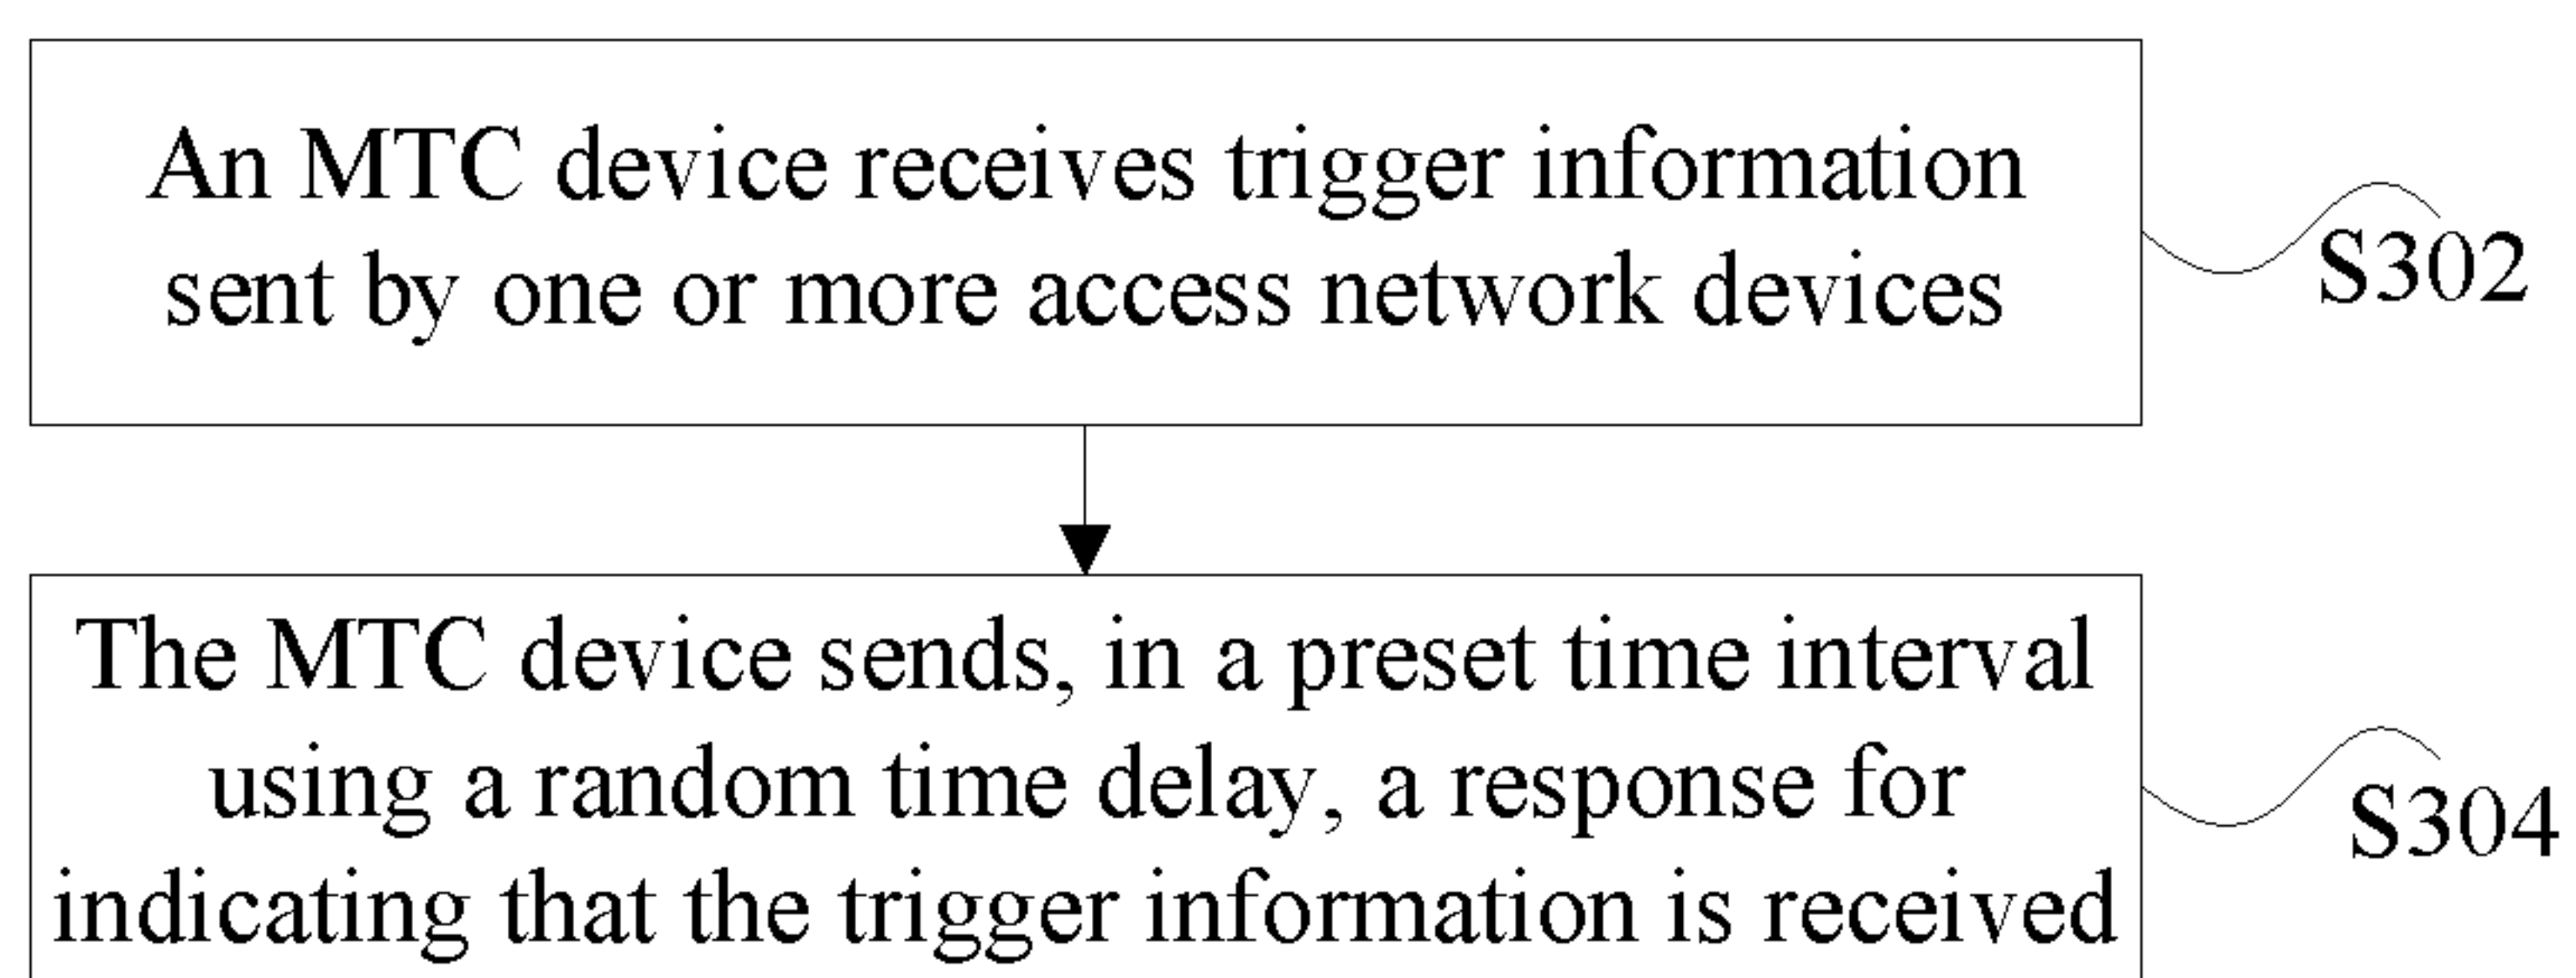 An MTC device receives trigger information
sent by one or more access network devices
S302
The MTC device sends, in a preset time interval
using a random time delay, a response for
indicating that the trigger information is received
S304